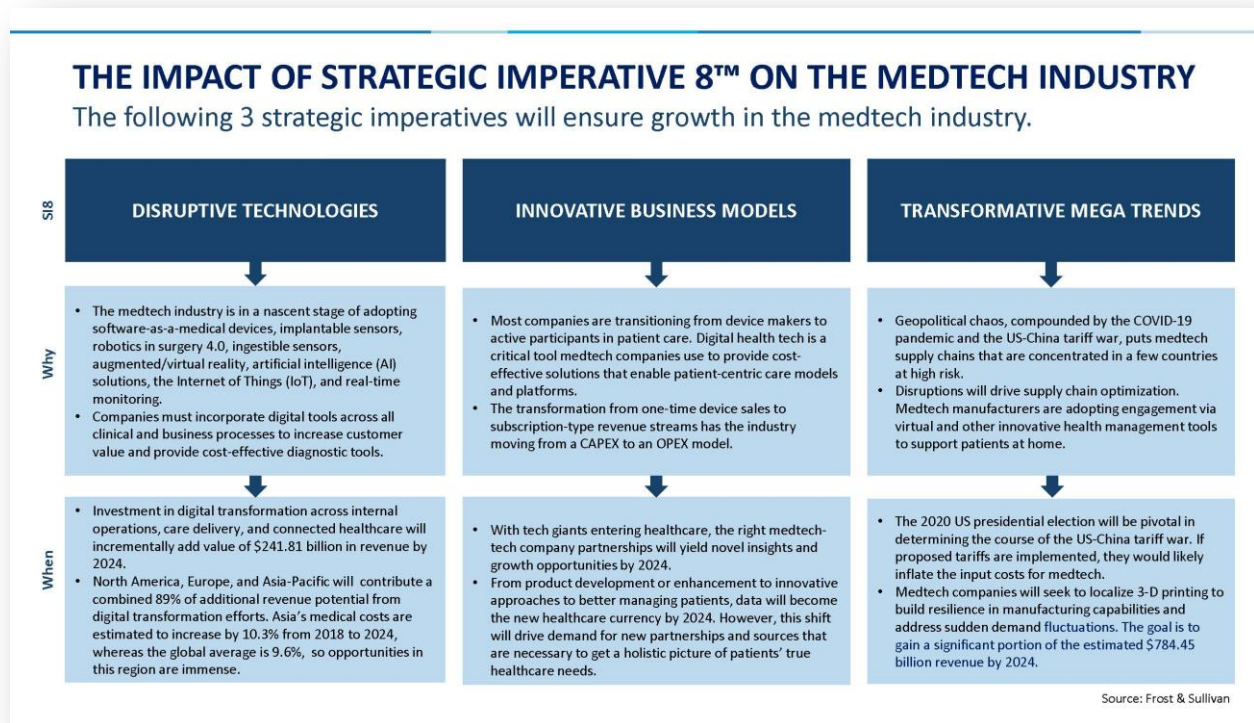 THE IMPACT OF STRATEGIC IMPERATIVE 8™ ON THE MEDTECH INDUSTRY
The following 3 strategic imperatives will ensure growth in the medtech industry.
SI8
DISRUPTIVE TECHNOLOGIES
INNOVATIVE BUSINESS MODELS
TRANSFORMATIVE MEGA TRENDS
Why
• The medtech industry is in a nascent stage of adopting
software-as-a-medical devices, implantable sensors,
robotics in surgery 4.0, ingestible sensors,
augmented/virtual reality, artificial intelligence (AI)
solutions, the Internet of Things (IoT), and real-time
monitoring.
• Companies must incorporate digital tools across all
clinical and business processes to increase customer
value and provide cost-effective diagnostic tools.
• Most companies are transitioning from device makers to
active participants in patient care. Digital health tech is a
critical tool medtech companies use to provide cost-
effective solutions that enable patient-centric care models
and platforms.
• The transformation from one-time device sales to
subscription-type revenue streams has the industry
moving from a CAPEX to an OPEX model.
• Geopolitical chaos, compounded by the COVID-19
pandemic and the US-China tariff war, puts medtech
supply chains that are concentrated in a few countries
at high risk.
• Disruptions will drive supply chain optimization.
Medtech manufacturers are adopting engagement via
virtual and other innovative health management tools
to support patients at home.
When
• Investment in digital transformation across internal
operations, care delivery, and connected healthcare will
incrementally add value of $241.81 billion in revenue by
2024.
• North America, Europe, and Asia-Pacific will contribute a
combined 89% of additional revenue potential from
digital transformation efforts. Asia's medical costs are
estimated to increase by 10.3% from 2018 to 2024,
whereas the global average is 9.6%, so opportunities in
this region are immense.
• With tech giants entering healthcare, the right medtech-
tech company partnerships will yield novel insights and
growth opportunities by 2024.
• From product development or enhancement to innovative
approaches to better managing patients, data will become
the new healthcare currency by 2024. However, this shift
will drive demand for new partnerships and sources that
are necessary to get a holistic picture of patients' true
healthcare needs.
• The 2020 US presidential election will be pivotal in
determining the course of the US-China tariff war. If
proposed tariffs are implemented, they would likely
inflate the input costs for medtech.
• Medtech companies will seek to localize 3-D printing to
build resilience in manufacturing capabilities and
address sudden demand fluctuations. The goal is to
gain a significant portion of the estimated $784.45
billion revenue by 2024.
Source: Frost & Sullivan